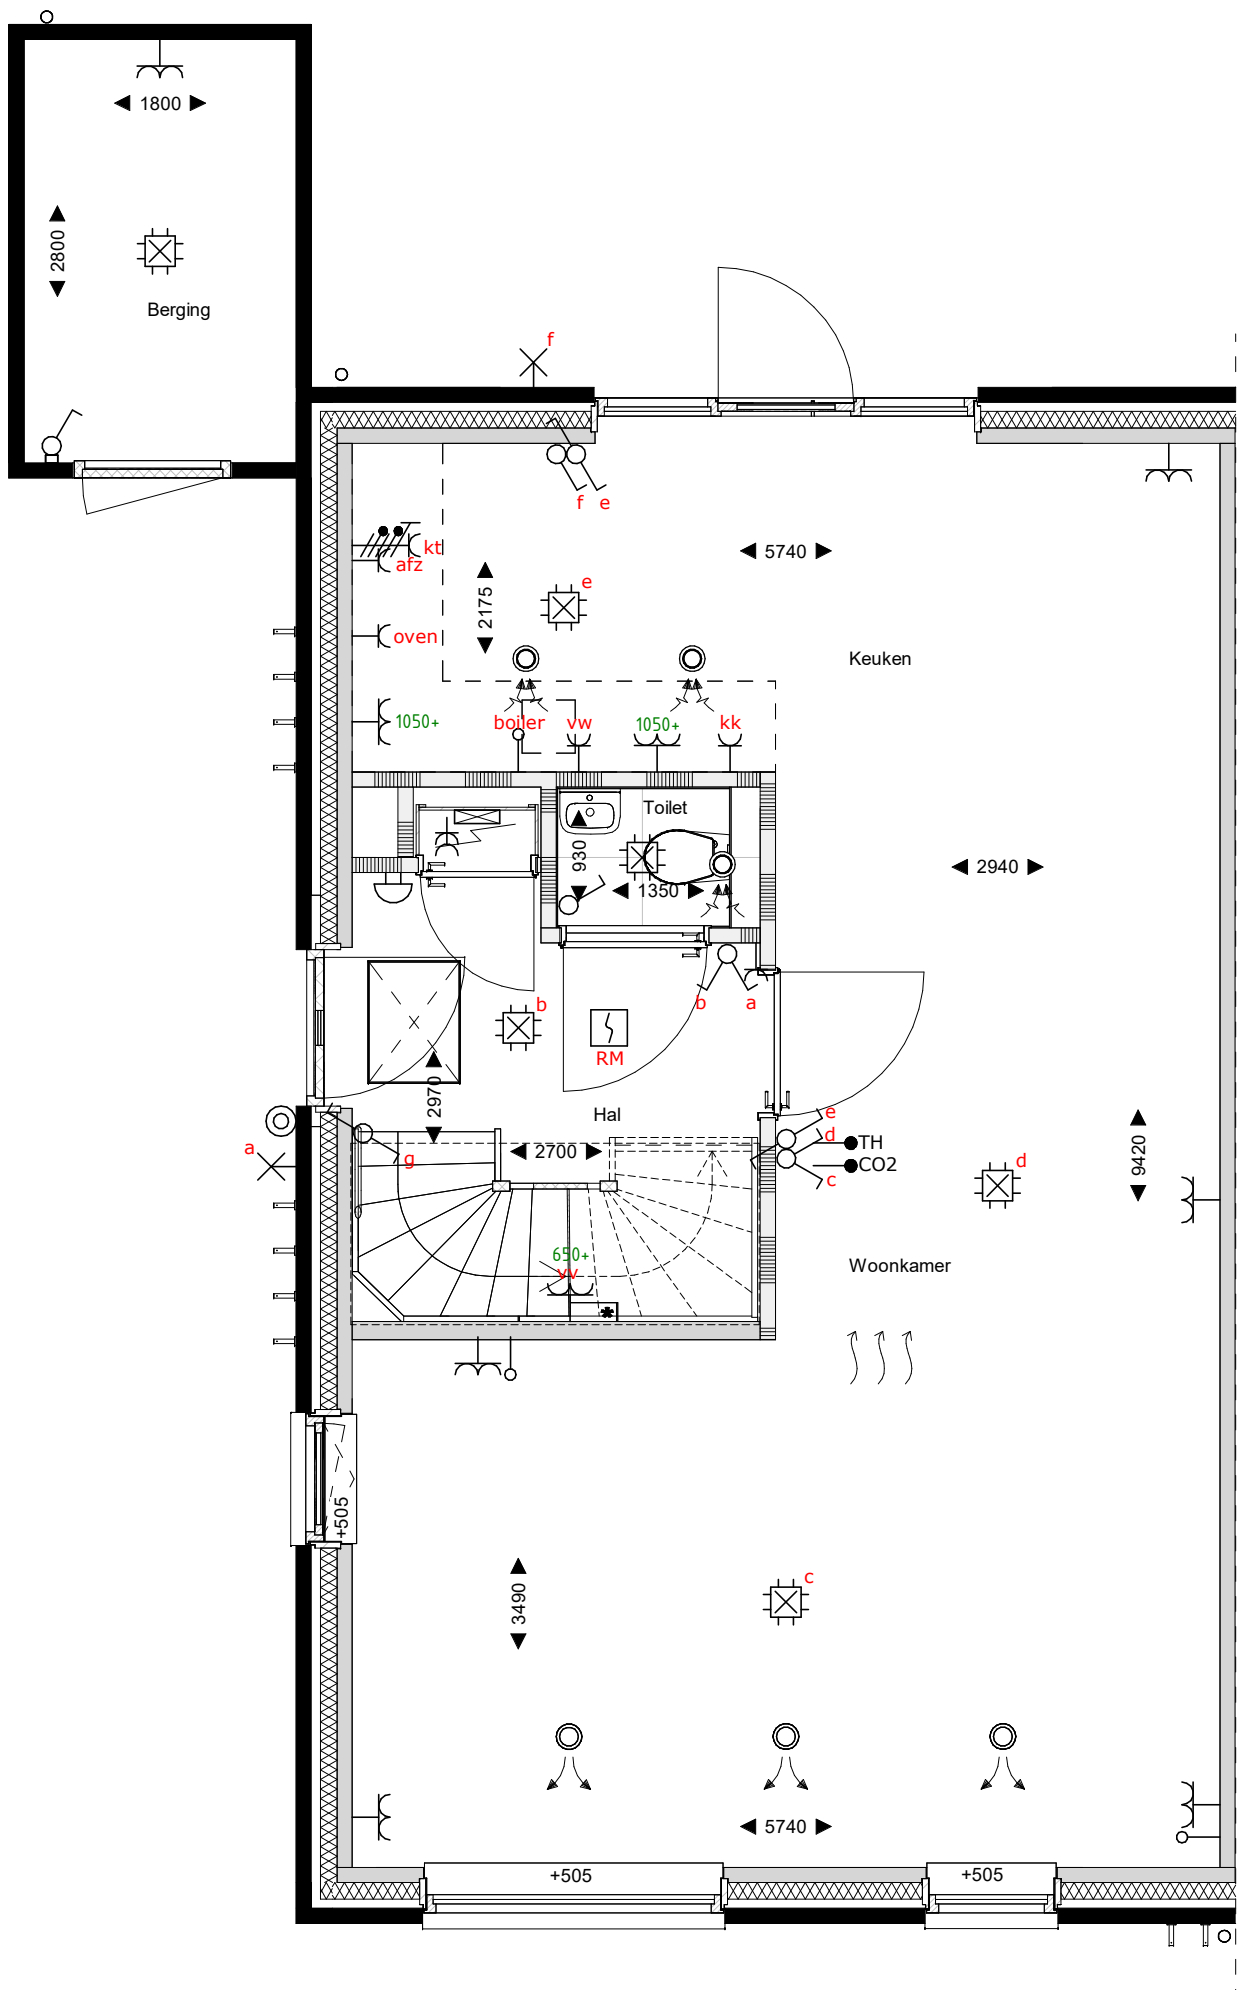 1800
2800
Berging
f
f e
kt
afz
5740
e
2175
oven
Keuken
1050+
boiler
vw
1050+
kk
Toilet
930
1350
2940
b
a
b
RM
2970
Hal
a
g
2700
e
d
TH
CO2
c
9420
d
650+
vv
Woonkamer
+505
3490
c
5740
+505
+505